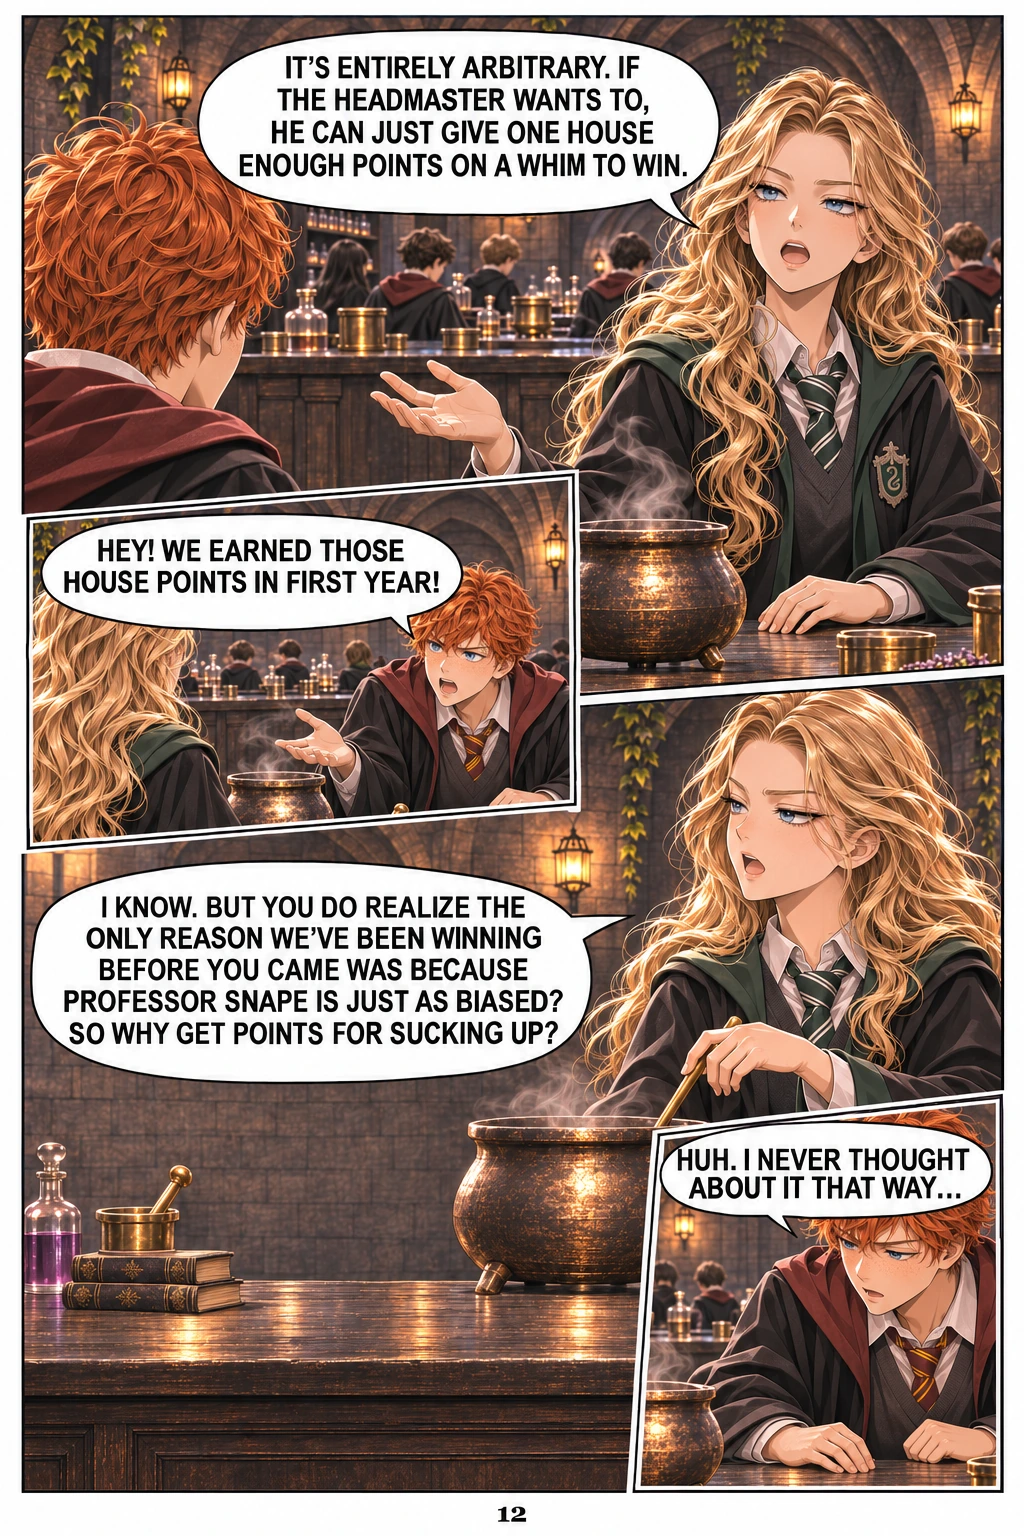 IT'S ENTIRELY ARBITRARY. IF
THE HEADMASTER WANTS TO,
HE CAN JUST GIVE ONE HOUSE
ENOUGH POINTS ON A WHIM TO WIN.
HEY! WE EARNED THOSE
HOUSE POINTS IN FIRST YEAR!
I KNOW. BUT YOU DO REALIZE THE
ONLY REASON WE'VE BEEN WINNING
BEFORE YOU CAME WAS BECAUSE
PROFESSOR SNAPE IS JUST AS BIASED?
SO WHY GET POINTS FOR SUCKING UP?
HUH. I NEVER THOUGHT
ABOUT IT THAT WAY...
12